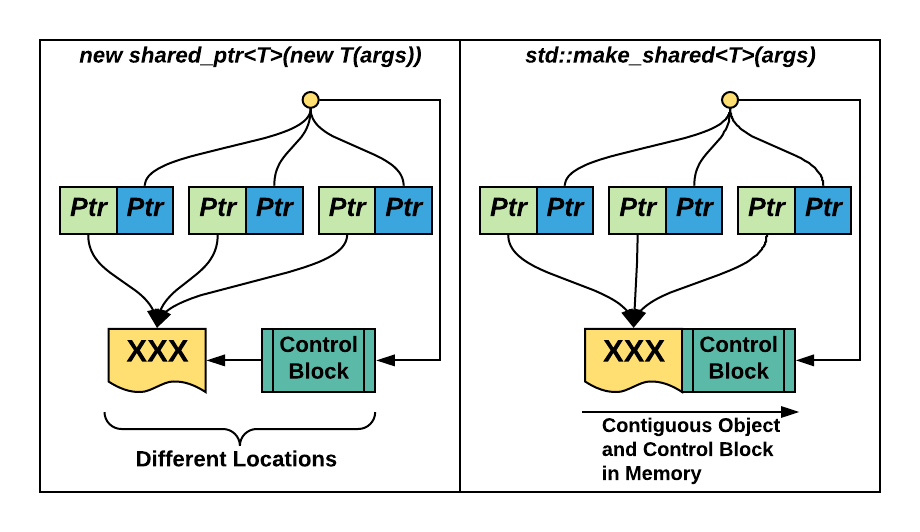 new shared_ptr<T>(new T(args))
Ptr Ptr Ptr Ptr Ptr Ptr
XXX
Control
Block
Different Locations
std::make_shared<T>(args)
Ptr Ptr Ptr Ptr Ptr Ptr
XXX
Control
Block
Contiguous Object
and Control Block
in Memory